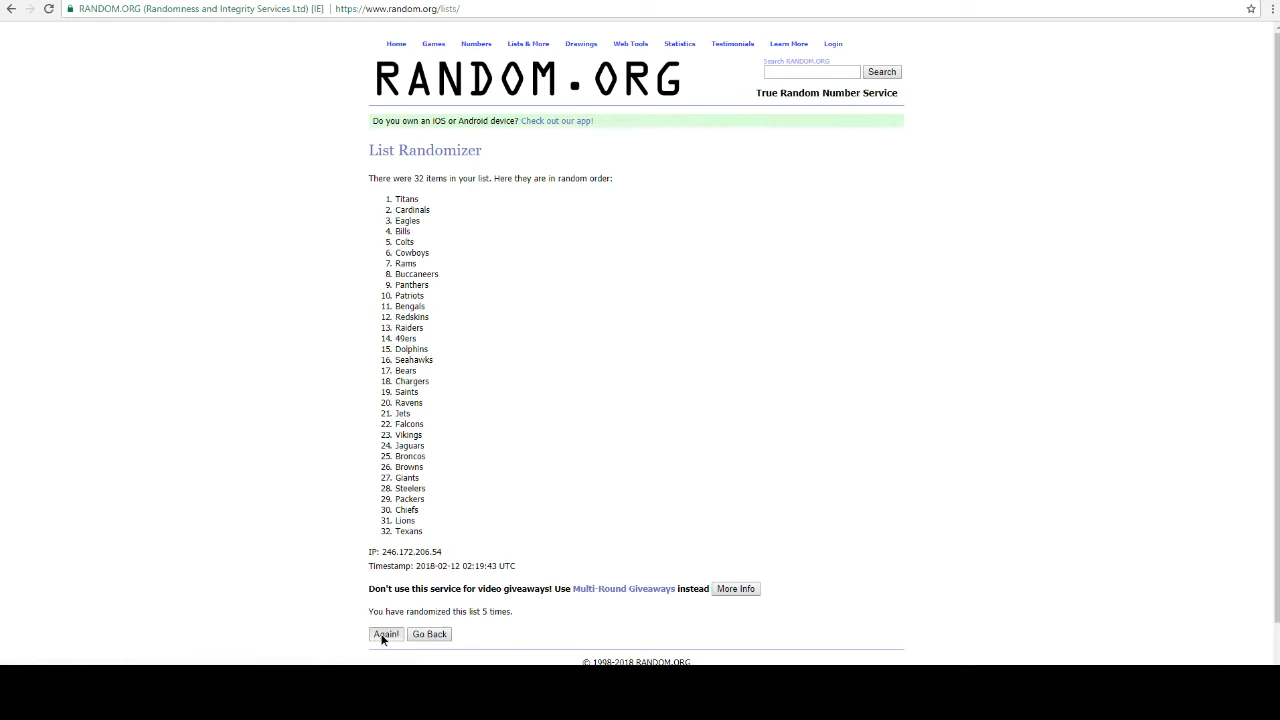 RANDOM.ORG (Randomness and Integrity Services Ltd) [IE] | https://www.random.org/lists/
Home Games Numbers Lists & More Drawings Web Tools Statistics Testimonials Learn More Login
Search RANDOM.ORG
RANDOM.ORG
Search
True Random Number Service
Do you own an iOS or Android device? Check out our app!
List Randomizer
There were 32 items in your list. Here they are in random order:
1. Titans
2. Cardinals
3. Eagles
4. Bills
5. Colts
6. Cowboys
7. Rams
8. Buccaneers
9. Panthers
10. Patriots
11. Bengals
12. Redskins
13. Raiders
14. 49ers
15. Dolphins
16. Seahawks
17. Bears
18. Chargers
19. Saints
20. Ravens
21. Jets
22. Falcons
23. Vikings
24. Jaguars
25. Broncos
26. Browns
27. Giants
28. Steelers
29. Packers
30. Chiefs
31. Lions
32. Texans
IP: 246.172.206.54
Timestamp: 2018-02-12 02:19:43 UTC
Don't use this service for video giveaways! Use Multi-Round Giveaways instead More Info
You have randomized this list 5 times.
Again! Go Back
© 1998-2018 RANDOM.ORG